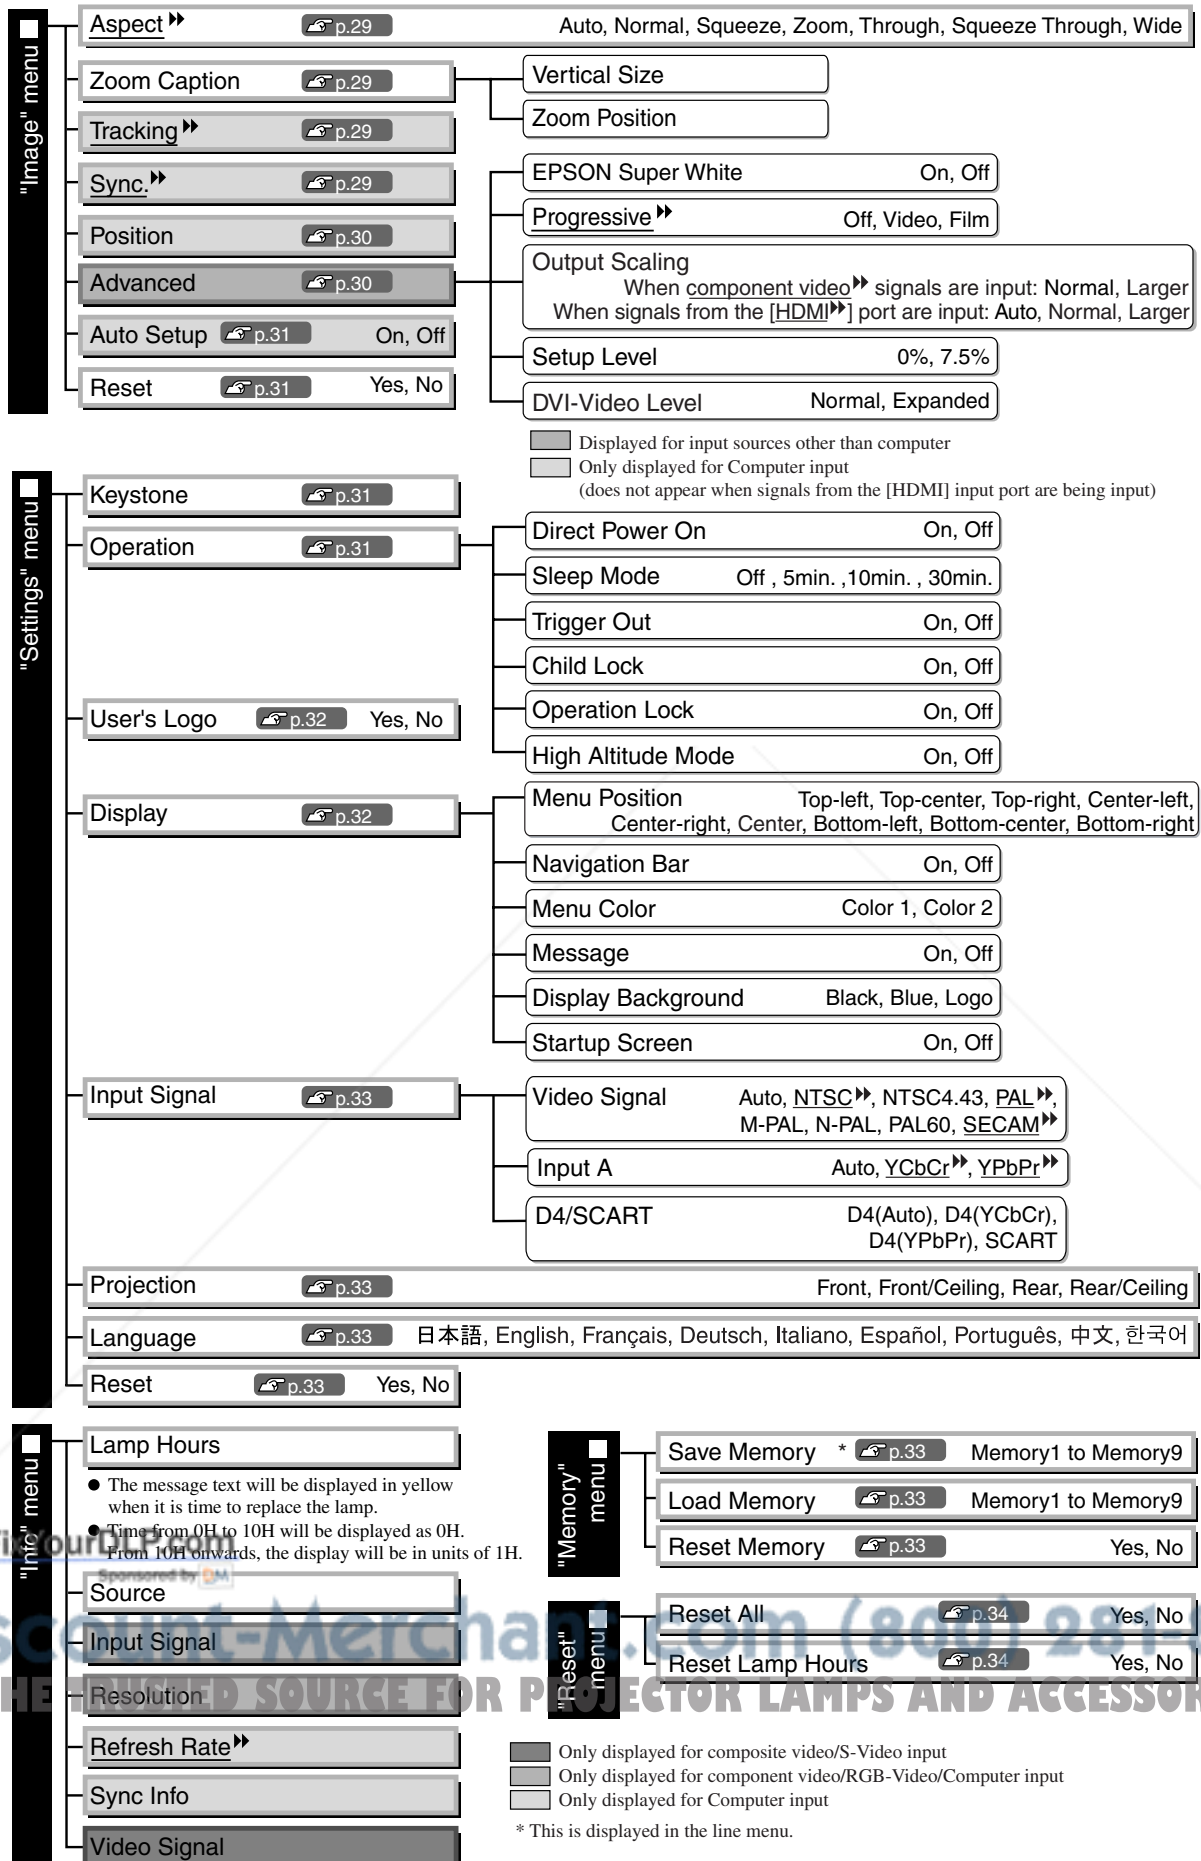 "Image" menu
Aspect p.29 Auto, Normal, Squeeze, Zoom, Through, Squeeze Through, Wide
Zoom Caption p.29
Vertical Size
Zoom Position
Tracking p.29
Sync. p.29
Position p.30
Advanced p.30
EPSON Super White On, Off
Progressive Off, Video, Film
Output Scaling
When component video signals are input: Normal, Larger
When signals from the [HDMI] port are input: Auto, Normal, Larger
Setup Level 0%, 7.5%
DVI-Video Level Normal, Expanded
Auto Setup p.31 On, Off
Reset p.31 Yes, No
Displayed for input sources other than computer
Only displayed for Computer input
(does not appear when signals from the [HDMI] input port are being input)
"Settings" menu
Keystone p.31
Operation p.31
Direct Power On On, Off
Sleep Mode Off , 5min. ,10min. , 30min.
Trigger Out On, Off
Child Lock On, Off
Operation Lock On, Off
High Altitude Mode On, Off
User's Logo p.32 Yes, No
Display p.32
Menu Position Top-left, Top-center, Top-right, Center-left,
Center-right, Center, Bottom-left, Bottom-center, Bottom-right
Navigation Bar On, Off
Menu Color Color 1, Color 2
Message On, Off
Display Background Black, Blue, Logo
Startup Screen On, Off
Input Signal p.33
Video Signal Auto, NTSC, NTSC4.43, PAL,
M-PAL, N-PAL, PAL60, SECAM
Input A Auto, YCbCr, YPbPr
D4/SCART D4(Auto), D4(YCbCr),
D4(YPbPr), SCART
Projection p.33 Front, Front/Ceiling, Rear, Rear/Ceiling
Language p.33 日本語, English, Français, Deutsch, Italiano, Español, Português, 中文, 한국어
Reset p.33 Yes, No
"Info" menu
Lamp Hours
● The message text will be displayed in yellow
when it is time to replace the lamp.
● Time from 0H to 10H will be displayed as 0H.
From 10H onwards, the display will be in units of 1H.
Source
Input Signal
Resolution
Refresh Rate
Sync Info
Video Signal
"Memory"
menu
Save Memory * p.33 Memory1 to Memory9
Load Memory p.33 Memory1 to Memory9
Reset Memory p.33 Yes, No
"Reset"
menu
Reset All p.34 Yes, No
Reset Lamp Hours p.34 Yes, No
Only displayed for composite video/S-Video input
Only displayed for component video/RGB-Video/Computer input
Only displayed for Computer input
* This is displayed in the line menu.
YourDLP.com
Sponsored by DM
count-Merchant.com (800) 281-
SOURCE FOR PROJECTOR LAMPS AND ACCESSOR